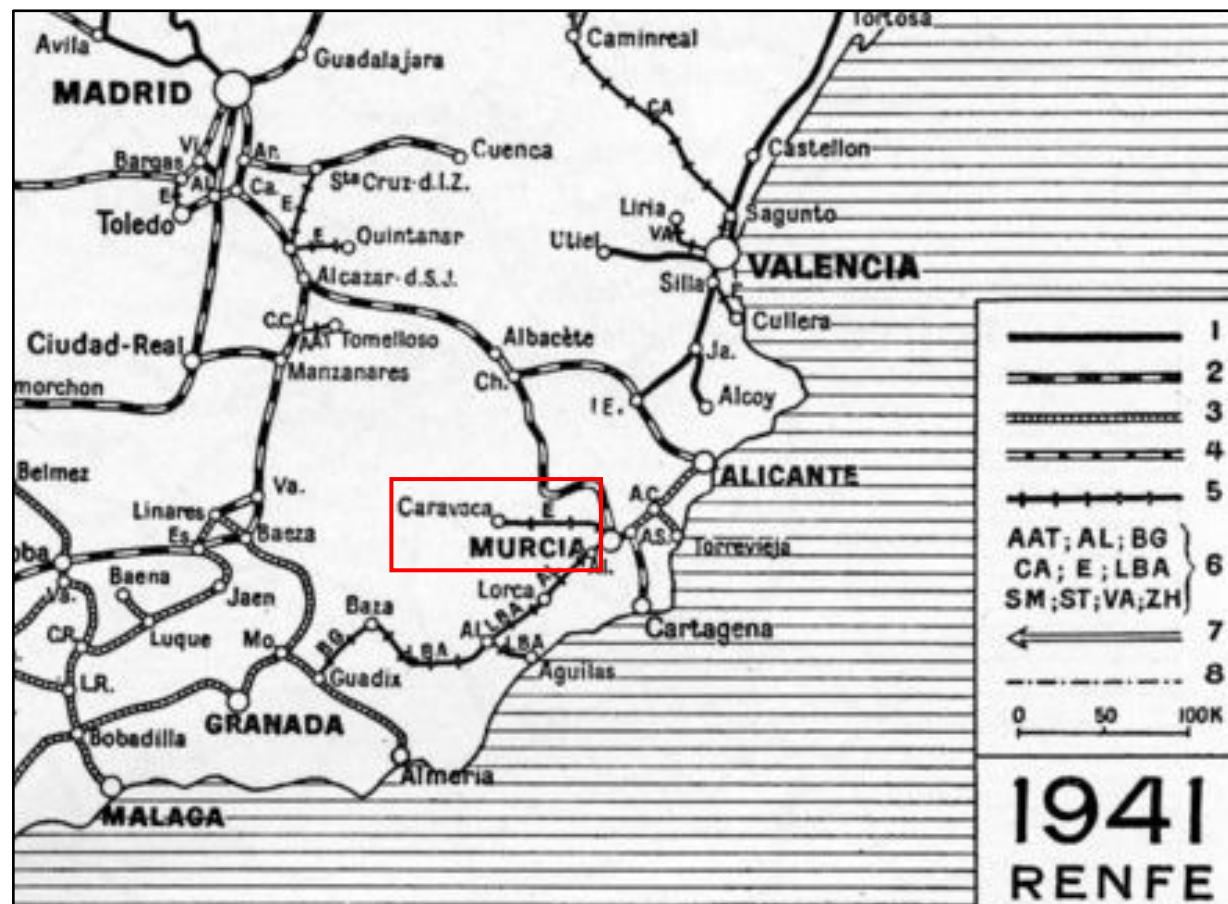 Tortosa
Avila
Caminreal
Guadalajara
MADRID
CA
Castellon
Vi.
Ar.
Bargas
Cuenca
E
Al.
Ca.
Sta Cruz-d.l.Z.
E
Toledo
Liria
Sagunto
E
Quintanar
VA
Utiel
VALENCIA
Alcazar-d.S.J.
Silla
Cullera
C.C.
AAT
Tomelloso
Albacète
Ciudad-Real
Manzanares
Ja.
morchon
Ch.
Alcoy
I E.
Belmez
ALICANTE
Va.
Linares
Caravaca
E
A.C.
Es.
Baeza
MURCIA
A.S.
Torrevieja
oba
Baena
AL
Jaen
Lorca
Baza
LBA
C.R.
Luque
Mo.
BG
LBA
Al.
LBA
Cartagena
L.R.
Guadix
Aguilas
GRANADA
Bobadilla
Almeria
MALAGA
1
2
3
4
5
AAT; AL; BG
CA; E; LBA
SM; ST; VA; ZH
6
7
8
0 50 100K
1941
RENFE